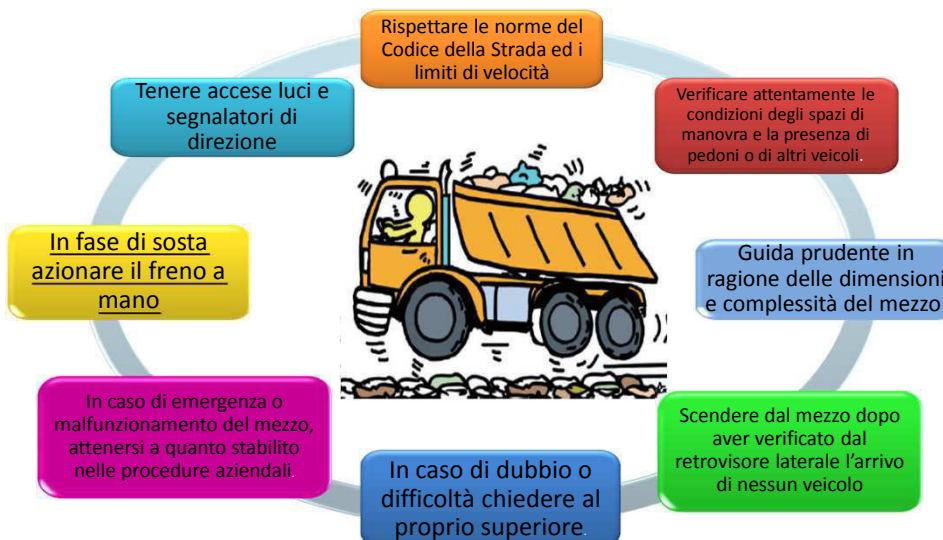 Rispettare le norme del
Codice della Strada ed i
limiti di velocità
Verificare attentamente le
condizioni degli spazi di
manovra e la presenza di
pedoni o di altri veicoli.
Guida prudente in
ragione delle dimensioni
e complessità del mezzo
Scendere dal mezzo dopo
aver verificato dal
retrovisore laterale l’arrivo
di nessun veicolo
In caso di dubbio o
difficoltà chiedere al
proprio superiore.
In caso di emergenza o
malfunzionamento del mezzo,
attenersi a quanto stabilito
nelle procedure aziendali.
In fase di sosta
azionare il freno a
mano
Tenere accese luci e
segnalatori di
direzione